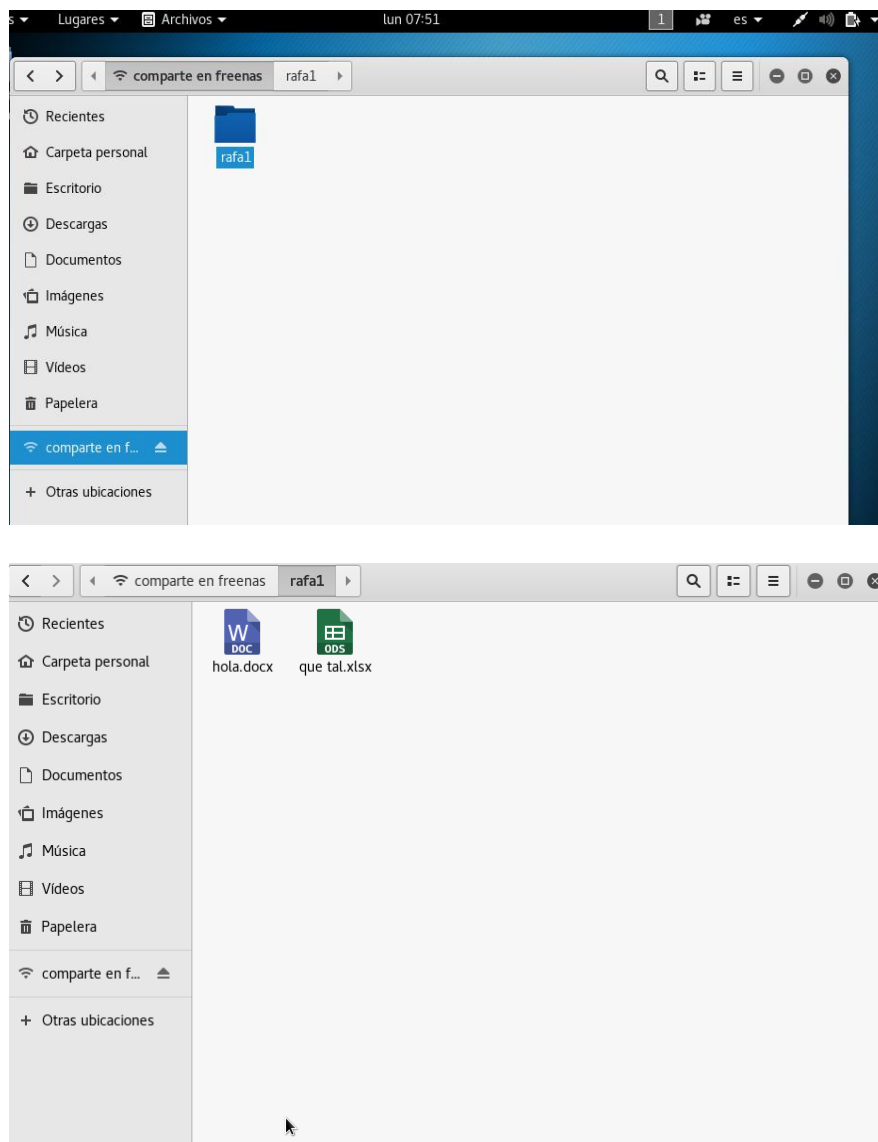 s Lugares Archivos lun 07:51 1 es
comparte en freenas rafa1
Recientes
Carpeta personal
Escritorio
Descargas
Documentos
Imágenes
Música
Vídeos
Papelera
comparte en f...
Otras ubicaciones
rafa1
comparte en freenas rafa1
Recientes
Carpeta personal
Escritorio
Descargas
Documentos
Imágenes
Música
Vídeos
Papelera
comparte en f...
Otras ubicaciones
W DOC ODS
hola.docx que tal.xlsx